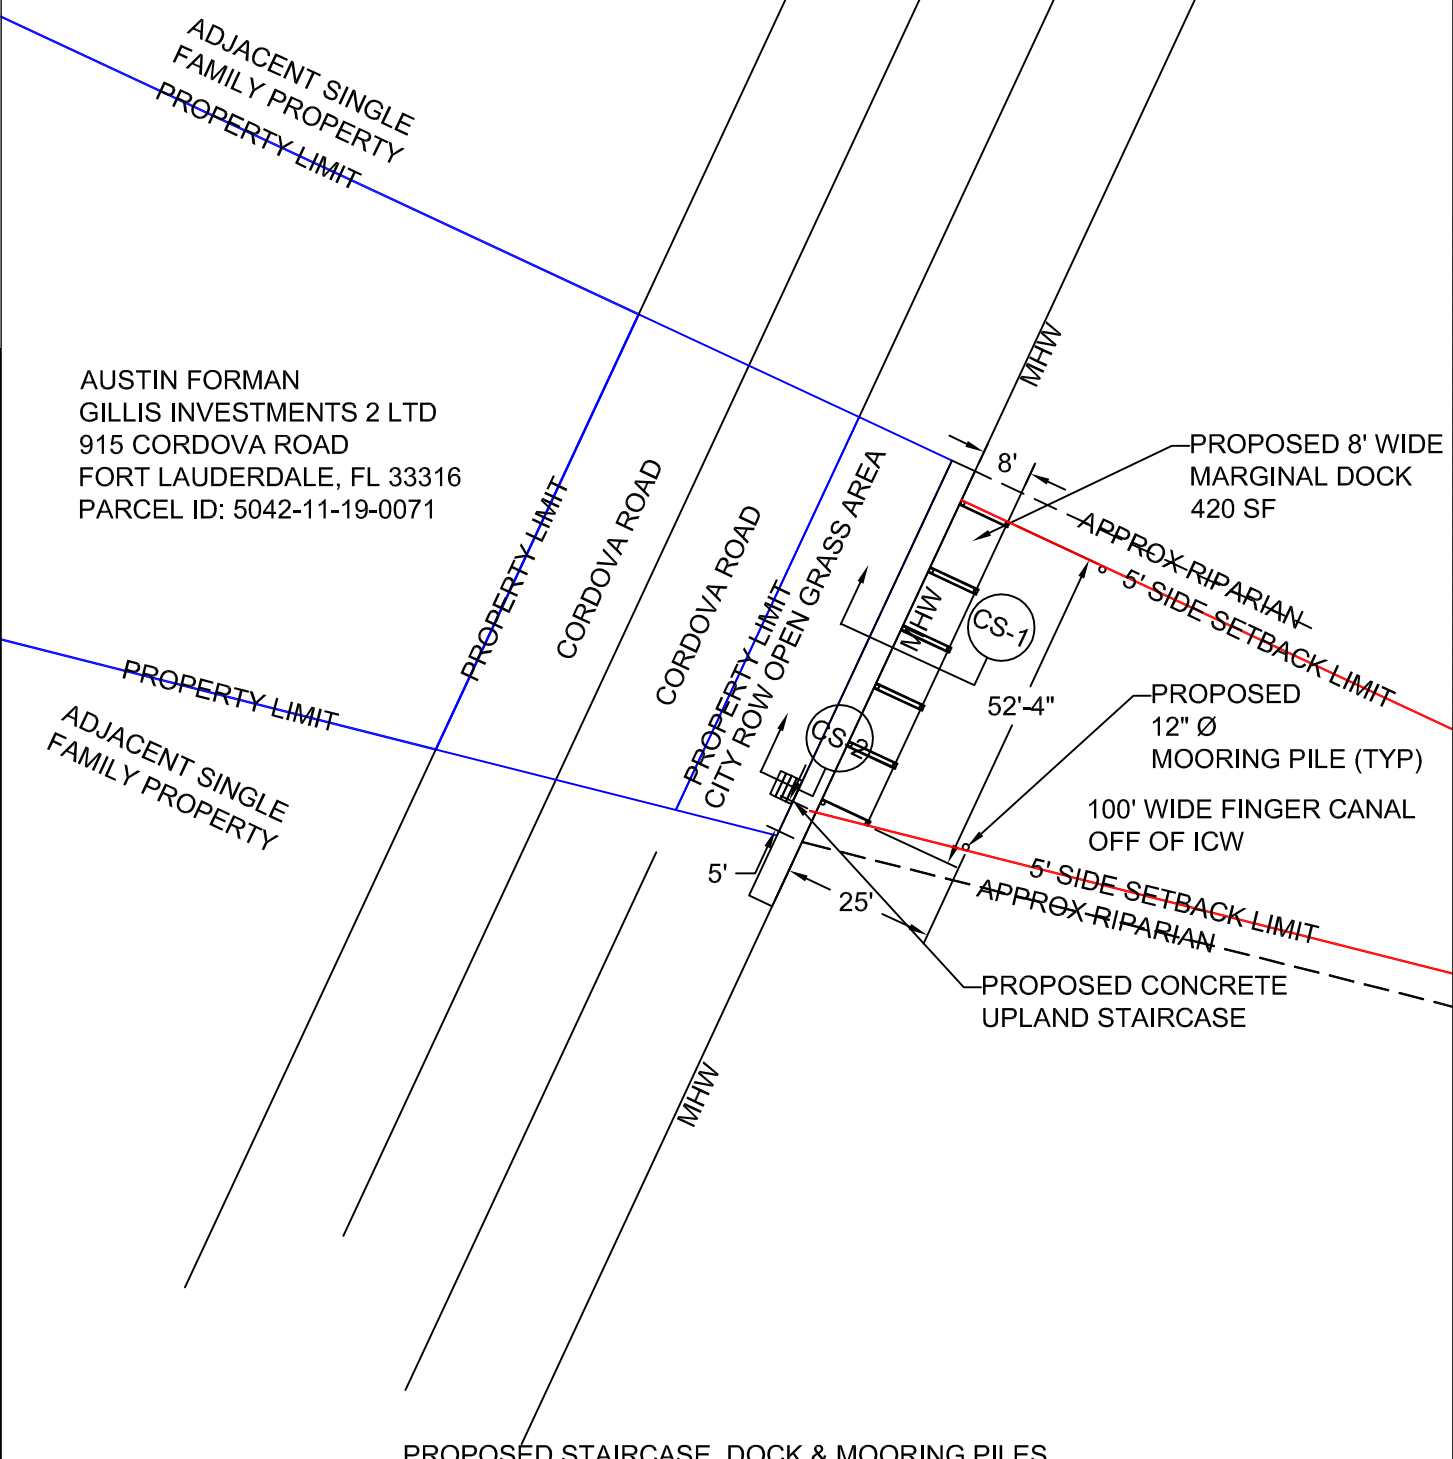 ADJACENT SINGLE
FAMILY PROPERTY
PROPERTY LIMIT
MHW
AUSTIN FORMAN
GILLIS INVESTMENTS 2 LTD
915 CORDOVA ROAD
FORT LAUDERDALE, FL 33316
PARCEL ID: 5042-11-19-0071
PROPERTY LIMIT
CORDOVA ROAD
CORDOVA ROAD
PROPERTY LIMIT
CITY ROW OPEN GRASS AREA
8'
PROPOSED 8' WIDE
MARGINAL DOCK
420 SF
APPROX RIPARIAN
5' SIDE SETBACK LIMIT
MHW
CS-1
52'-4"
PROPOSED
12" Ø
MOORING PILE (TYP)
CS-2
PROPERTY LIMIT
ADJACENT SINGLE
FAMILY PROPERTY
100' WIDE FINGER CANAL
OFF OF ICW
5'
25'
5' SIDE SETBACK LIMIT
APPROX RIPARIAN
PROPOSED CONCRETE
UPLAND STAIRCASE
MHW
PROPOSED STAIRCASE, DOCK & MOORING PILES